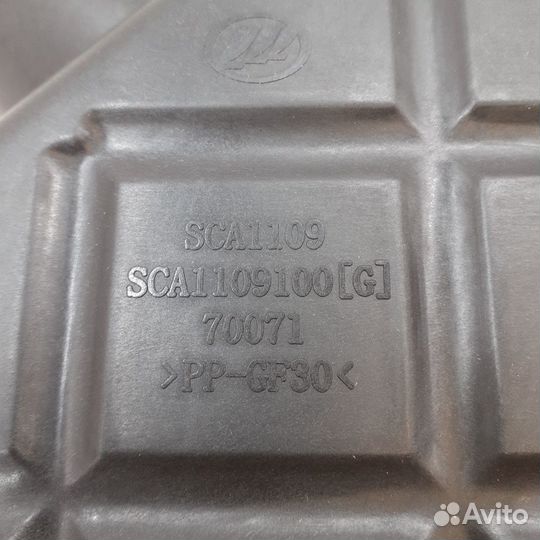 SCA1109
SCA1109100[G]
70071
>PP-GF30<
Avito